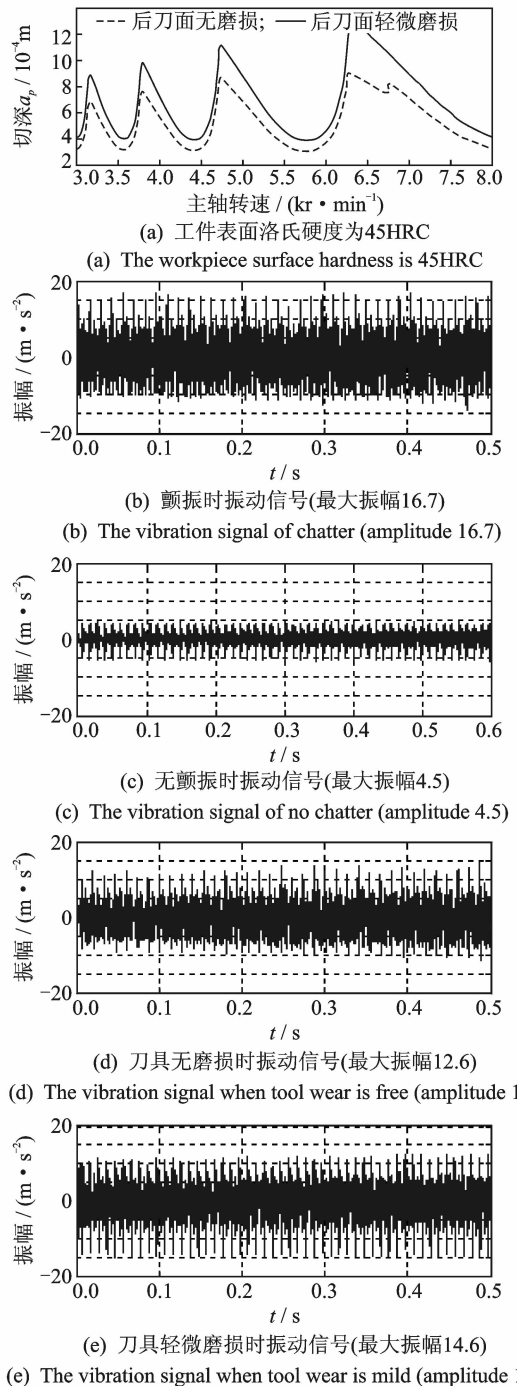 --- 后刀面无磨损; — 后刀面轻微磨损
切深aₚ / 10⁻⁴m
12
10
8
6
4
2
3.0 3.5 4.0 4.5 5.0 5.5 6.0 6.5 7.0 8.0
主轴转速 / (kr·min⁻¹)
(a) 工件表面洛氏硬度为45HRC
(a) The workpiece surface hardness is 45HRC
振幅 / (m·s⁻²)
20
0
−20
0.0 0.1 0.2 0.3 0.4 0.5
t / s
(b) 颤振时振动信号(最大振幅16.7)
(b) The vibration signal of chatter (amplitude 16.7)
振幅 / (m·s⁻²)
20
0
−20
0.0 0.1 0.2 0.3 0.4 0.5 0.6
t / s
(c) 无颤振时振动信号(最大振幅4.5)
(c) The vibration signal of no chatter (amplitude 4.5)
振幅 / (m·s⁻²)
20
0
−20
0.0 0.1 0.2 0.3 0.4 0.5
t / s
(d) 刀具无磨损时振动信号(最大振幅12.6)
(d) The vibration signal when tool wear is free (amplitude 1
振幅 / (m·s⁻²)
20
0
−20
0.0 0.1 0.2 0.3 0.4 0.5
t / s
(e) 刀具轻微磨损时振动信号(最大振幅14.6)
(e) The vibration signal when tool wear is mild (amplitude 1